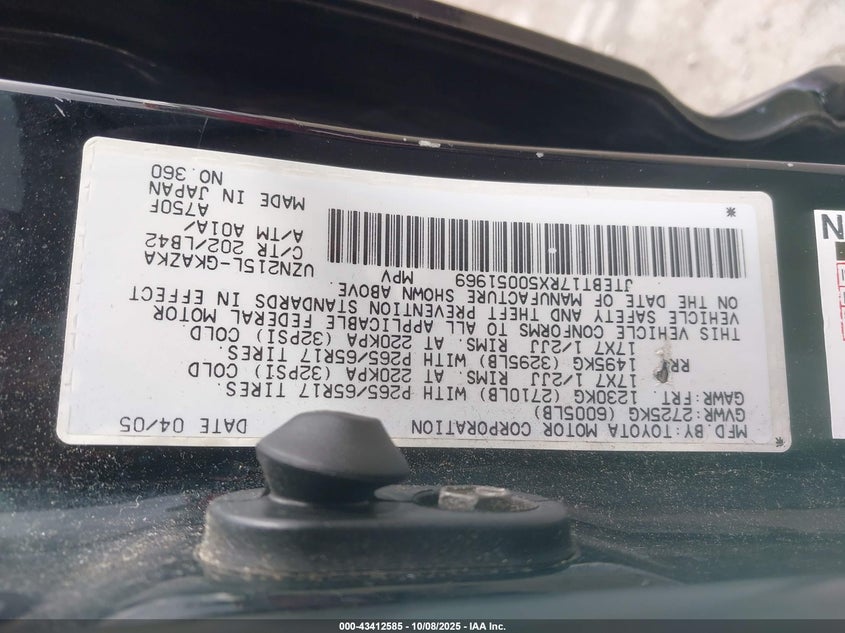 MFD.BY:TOYOTA MOTOR CORPORATION DATE 04/05
GVWR:2725KG (6005LB)
GAWR:FRT. 1230KG (2710LB) WITH P265/65R17 TIRES.
17X7 1/2JJ RIMS. AT 220KPA (32PSI) COLD
RR. 1495KG (3295LB) WITH P265/65R17 TIRES.
17X7 1/2JJ RIMS. AT 220KPA (32PSI) COLD
THIS VEHICLE CONFORMS TO ALL APPLICABLE FEDERAL MOTOR
VEHICLE SAFETY AND THEFT PREVENTION STANDARDS IN EFFECT
ON THE DATE OF MANUFACTURE SHOWN ABOVE.
JTEBT17RX50051969 MPV
UZN215L-GKAZKA
C/TR 202/LB42
A/TM A01A/
A750F
MADE IN JAPAN
NO.360
N
000-43412585 - 10/08/2025 - IAA Inc.